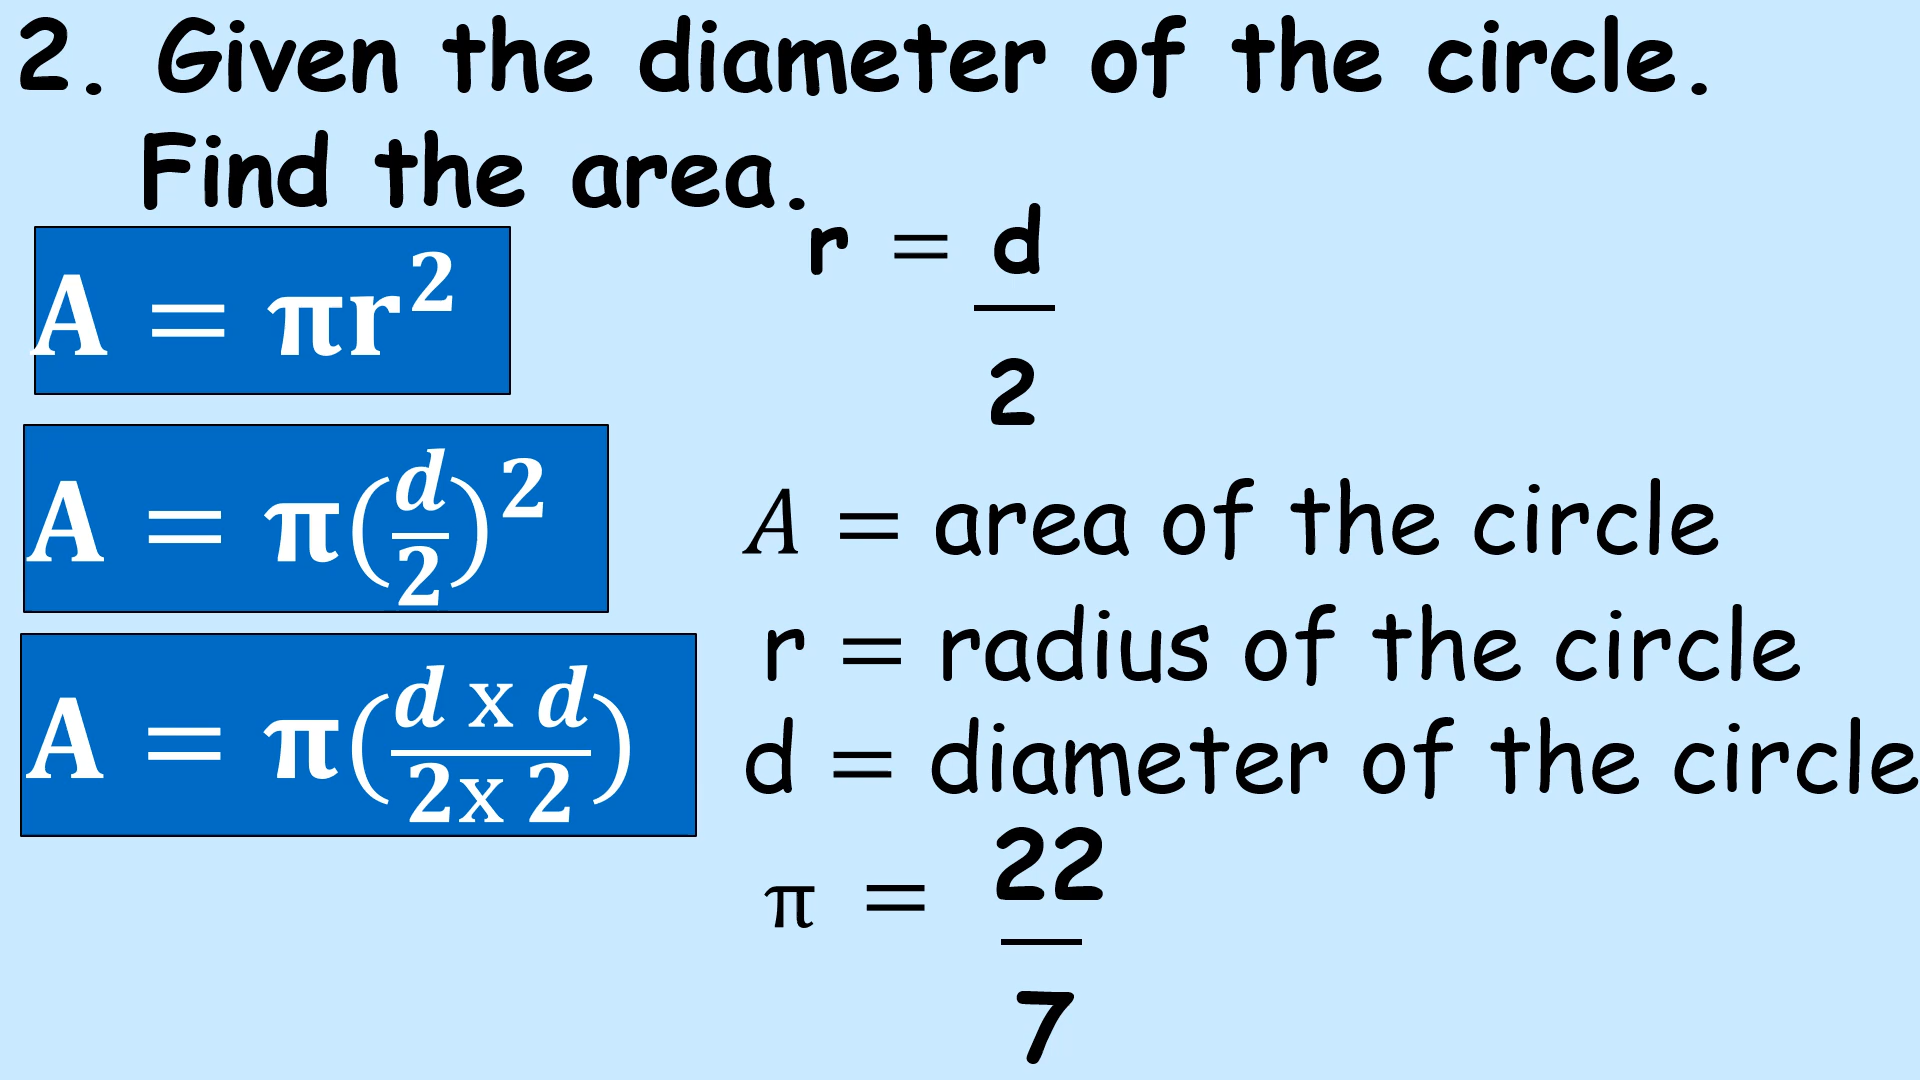 2. Given the diameter of the circle.
Find the area.
r = d/2
A = πr²
A = π(d/2)²
A = π(d x d/2x 2)
A = area of the circle
r = radius of the circle
d = diameter of the circle
π = 22/7